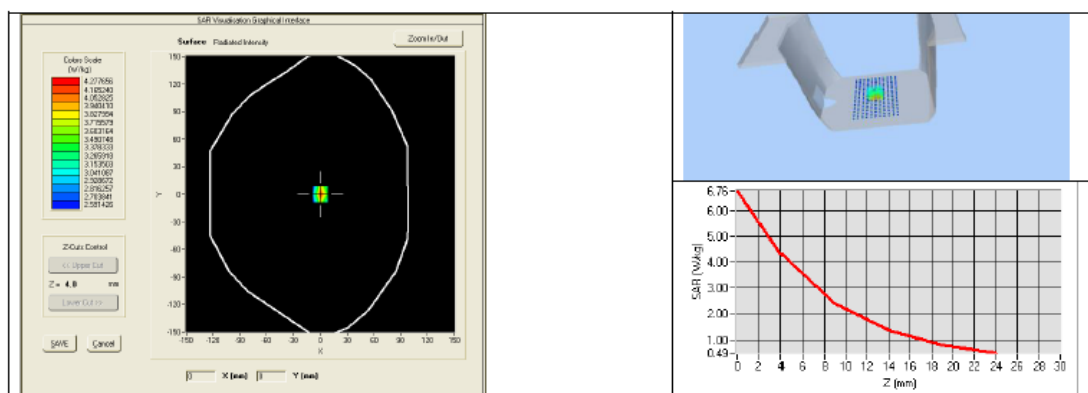 SAR Visualisation Graphical Interface
Surface Radiated Intensity
Zoom In/Out
Colors Scale
(W/kg)
4.277656
4.165240
4.052825
3.940410
3.827994
3.715579
3.603164
3.490748
3.378333
3.265918
3.153503
3.041087
2.928672
2.816257
2.703841
2.591426
Z-Cuts Control
<< Upper Cut
Z = 4.0 mm
Lower Cut >>
SAVE
Cancel
150
120
90
60
30
0
-30
-60
-90
-120
-150
Y
-150 -120 -90 -60 -30 0 30 60 90 120 150
X
0 X (mm) 0 Y (mm)
6.76
6.00
5.00
4.00
3.00
2.00
1.00
0.49
SAR (W/kg)
0 2 4 6 8 10 12 14 16 18 20 22 24 26 28 30
Z (mm)